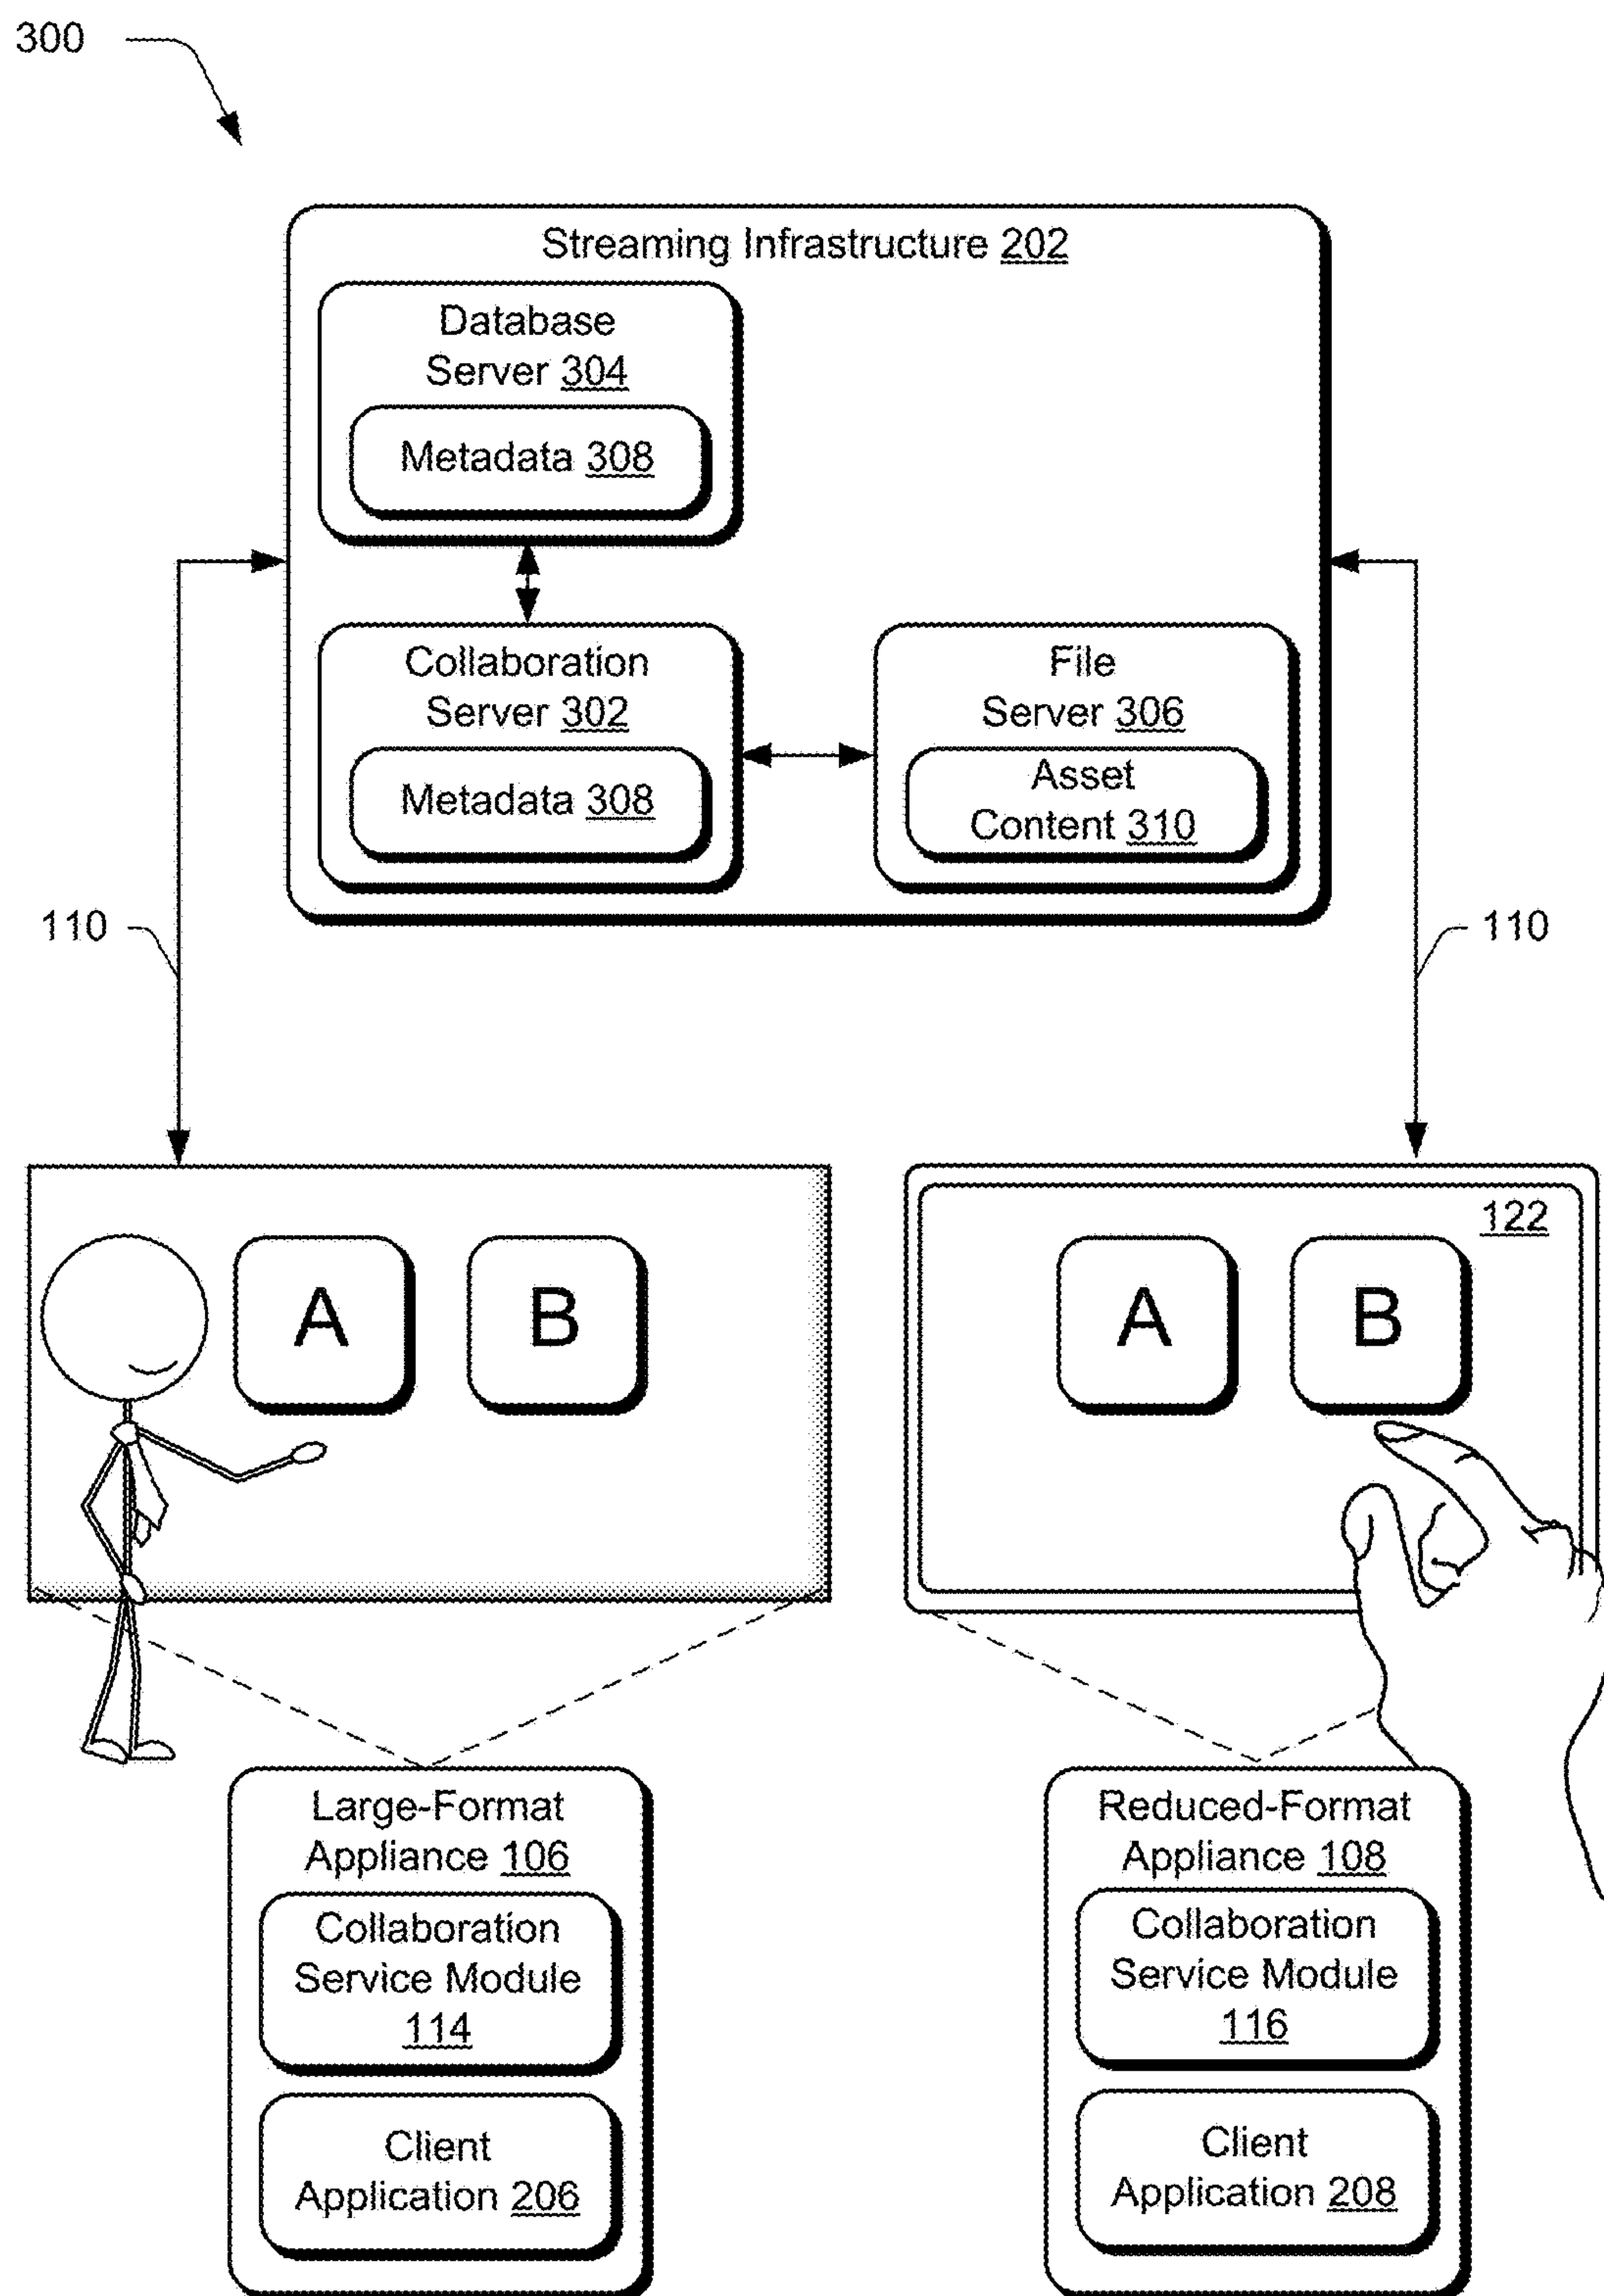 300
Streaming Infrastructure 202
Database
Server 304
Metadata 308
Collaboration
Server 302
Metadata 308
File
Server 306
Asset
Content 310
110
110
A
B
122
A
B
Large-Format
Appliance 106
Collaboration
Service Module
114
Client
Application 206
Reduced-Format
Appliance 108
Collaboration
Service Module
116
Client
Application 208